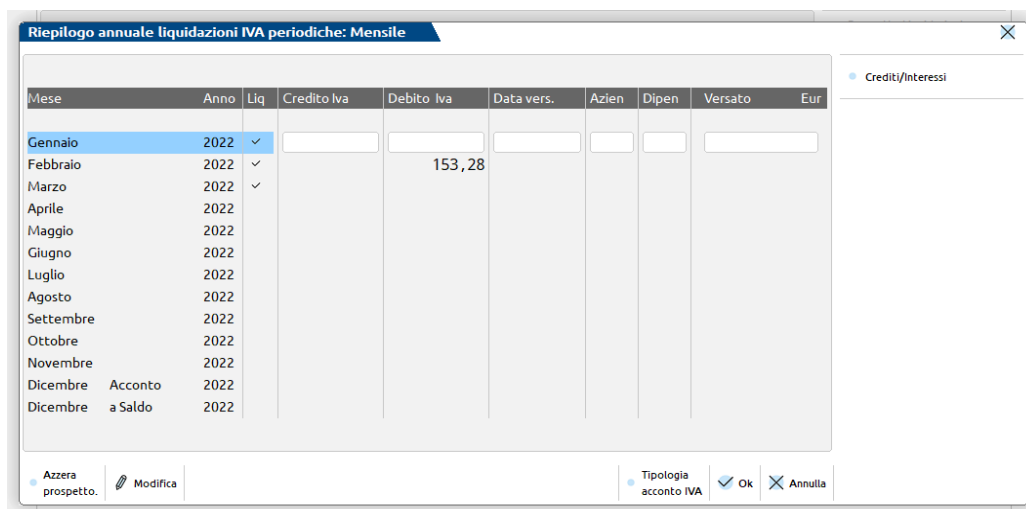 Riepilogo annuale liquidazioni IVA periodiche: Mensile
Crediti/Interessi
Mese Anno Liq Credito Iva Debito Iva Data vers. Azien Dipen Versato Eur
Gennaio 2022
Febbraio 2022 153,28
Marzo 2022
Aprile 2022
Maggio 2022
Giugno 2022
Luglio 2022
Agosto 2022
Settembre 2022
Ottobre 2022
Novembre 2022
Dicembre Acconto 2022
Dicembre a Saldo 2022
Azzera prospetto. Modifica Tipologia acconto IVA Ok Annulla